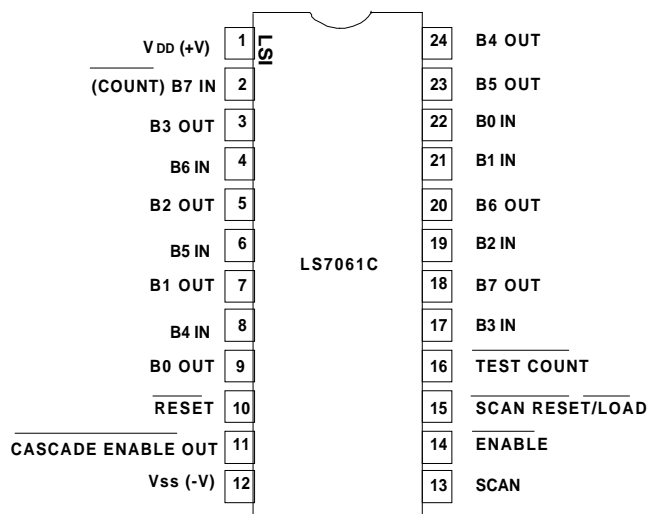 VDD (+V) 1 LSI 24 B4 OUT
(COUNT) B7 IN 2 23 B5 OUT
B3 OUT 3 22 B0 IN
B6 IN 4 21 B1 IN
B2 OUT 5 20 B6 OUT
B5 IN 6 19 B2 IN
LS7061C
B1 OUT 7 18 B7 OUT
B4 IN 8 17 B3 IN
B0 OUT 9 16 TEST COUNT
RESET 10 15 SCAN RESET/LOAD
CASCADE ENABLE OUT 11 14 ENABLE
Vss (-V) 12 13 SCAN